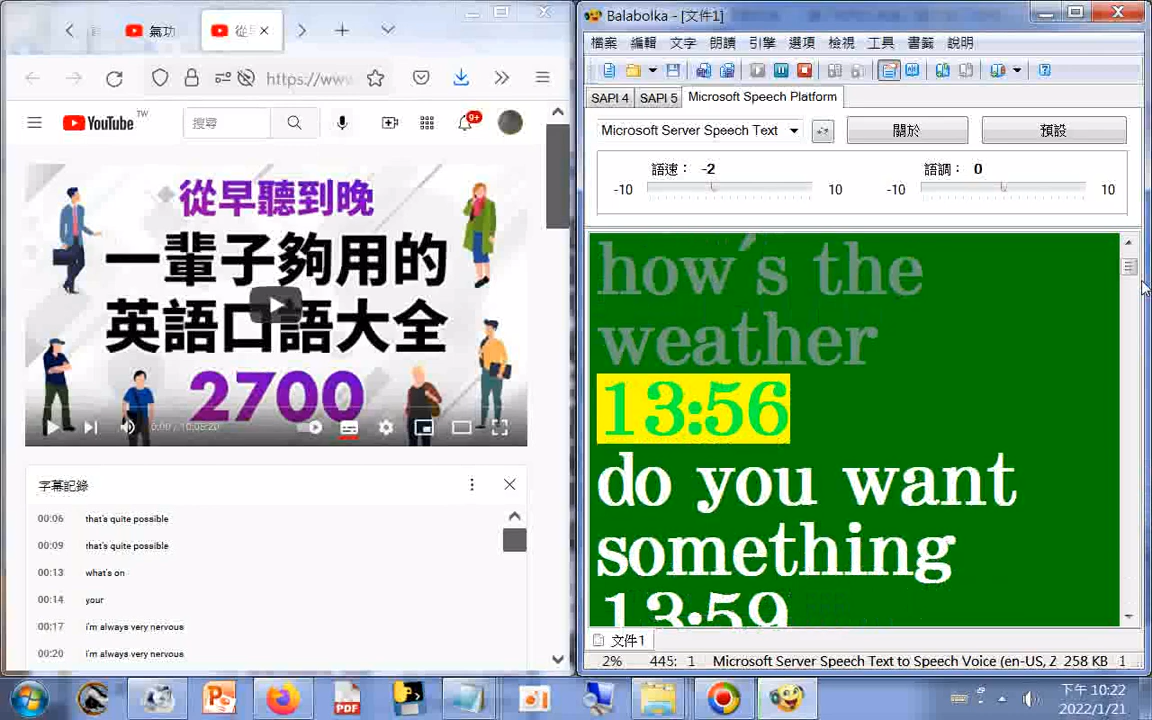 氣功
從
https://www.
YouTube TW
搜尋
9+
從早聽到晚
一輩子夠用的
英語口語大全
2700
0:00 / 10:05:20
字幕記錄
00:06 that's quite possible
00:09 that's quite possible
00:13 what's on
00:14 your
00:17 i'm always very nervous
00:20 i'm always very nervous
Balabolka - [文件1]
檔案 編輯 文字 朗讀 引擎 選項 檢視 工具 書籤 說明
SAPI 4 SAPI 5 Microsoft Speech Platform
Microsoft Server Speech Text 關於 預設
語速： -2 語調： 0
-10 10 -10 10
how's the
weather
13:56
do you want
something
13:59
文件1
2% 445: 1 Microsoft Server Speech Text to Speech Voice (en-US, Z 258 KB 1
PDF
下午 10:22
2022/1/21